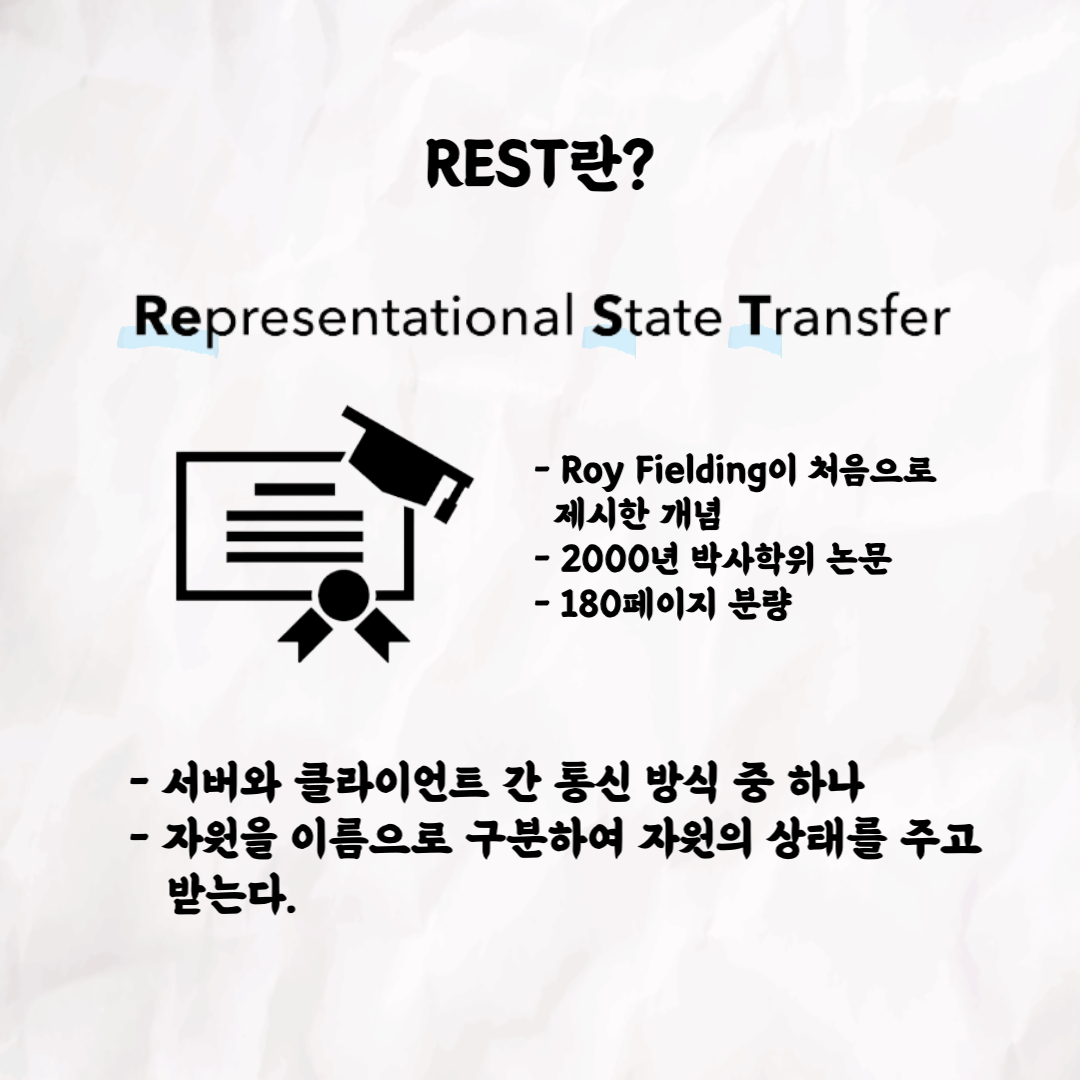 REST란?
Representational State Transfer
- Roy Fielding이 처음으로
제시한 개념
- 2000년 박사학위 논문
- 180페이지 분량
- 서버와 클라이언트 간 통신 방식 중 하나
- 자원을 이름으로 구분하여 자원의 상태를 주고
받는다.